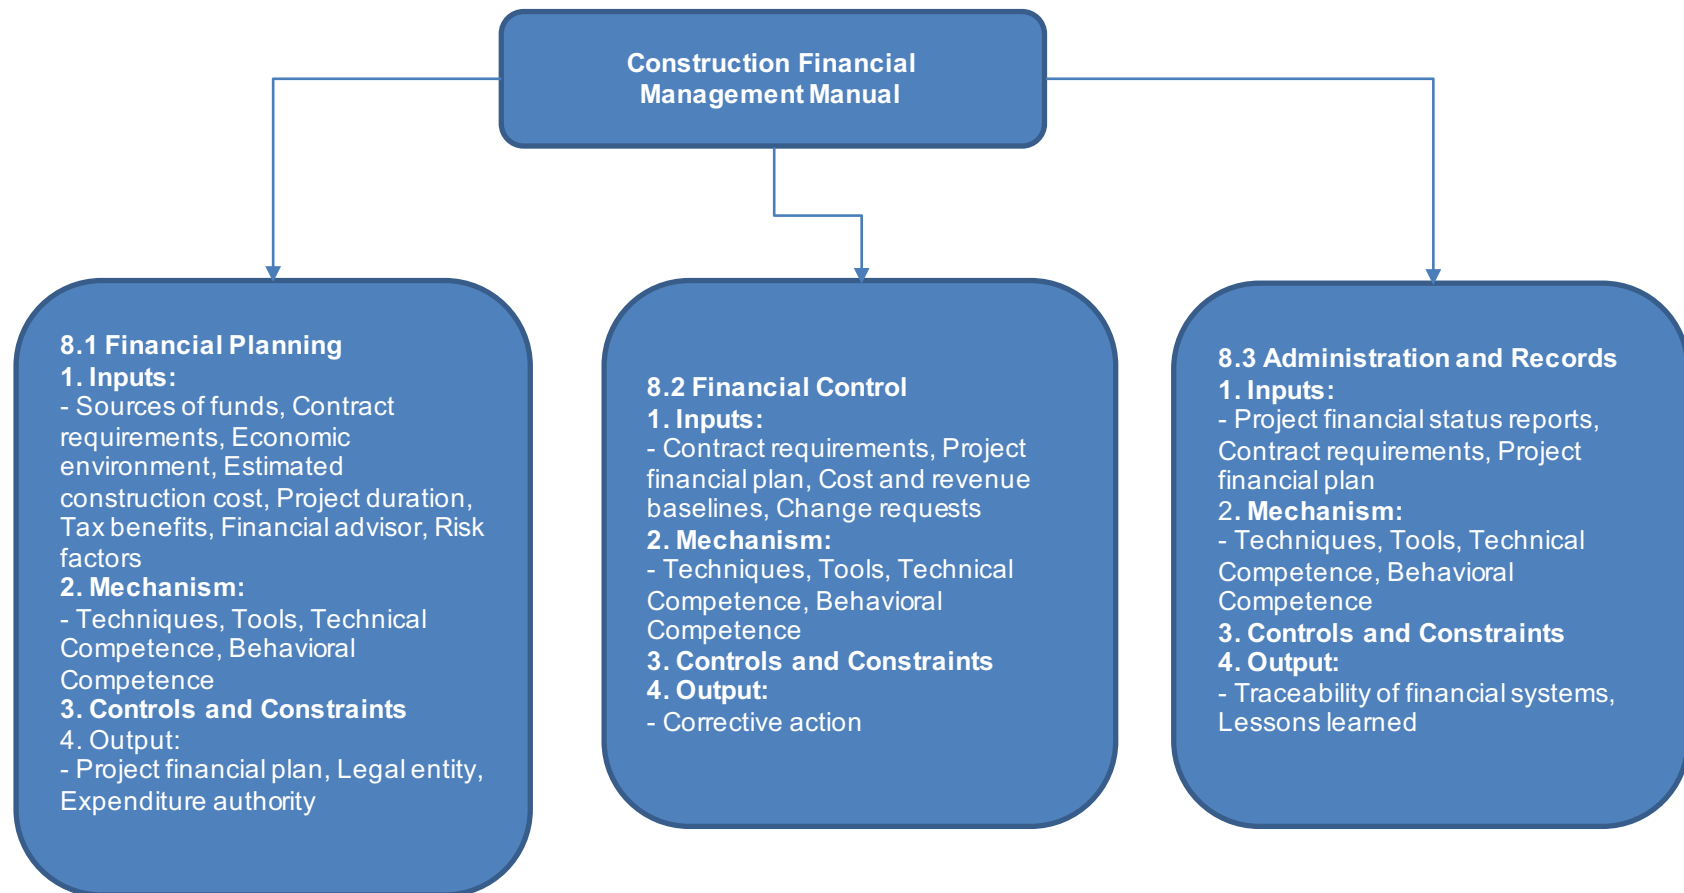 Construction Financial
Management Manual
8.1 Financial Planning
1. Inputs:
- Sources of funds, Contract
requirements, Economic
environment, Estimated
construction cost, Project duration,
Tax benefits, Financial advisor, Risk
factors
2. Mechanism:
- Techniques, Tools, Technical
Competence, Behavioral
Competence
3. Controls and Constraints
4. Output:
- Project financial plan, Legal entity,
Expenditure authority
8.2 Financial Control
1. Inputs:
- Contract requirements, Project
financial plan, Cost and revenue
baselines, Change requests
2. Mechanism:
- Techniques, Tools, Technical
Competence, Behavioral
Competence
3. Controls and Constraints
4. Output:
- Corrective action
8.3 Administration and Records
1. Inputs:
- Project financial status reports,
Contract requirements, Project
financial plan
2. Mechanism:
- Techniques, Tools, Technical
Competence, Behavioral
Competence
3. Controls and Constraints
4. Output:
- Traceability of financial systems,
Lessons learned